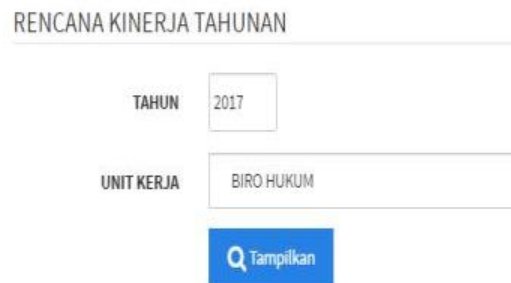 RENCANA KINERJA TAHUNAN
TAHUN 2017
UNIT KERJA BIRO HUKUM
Tampilkan